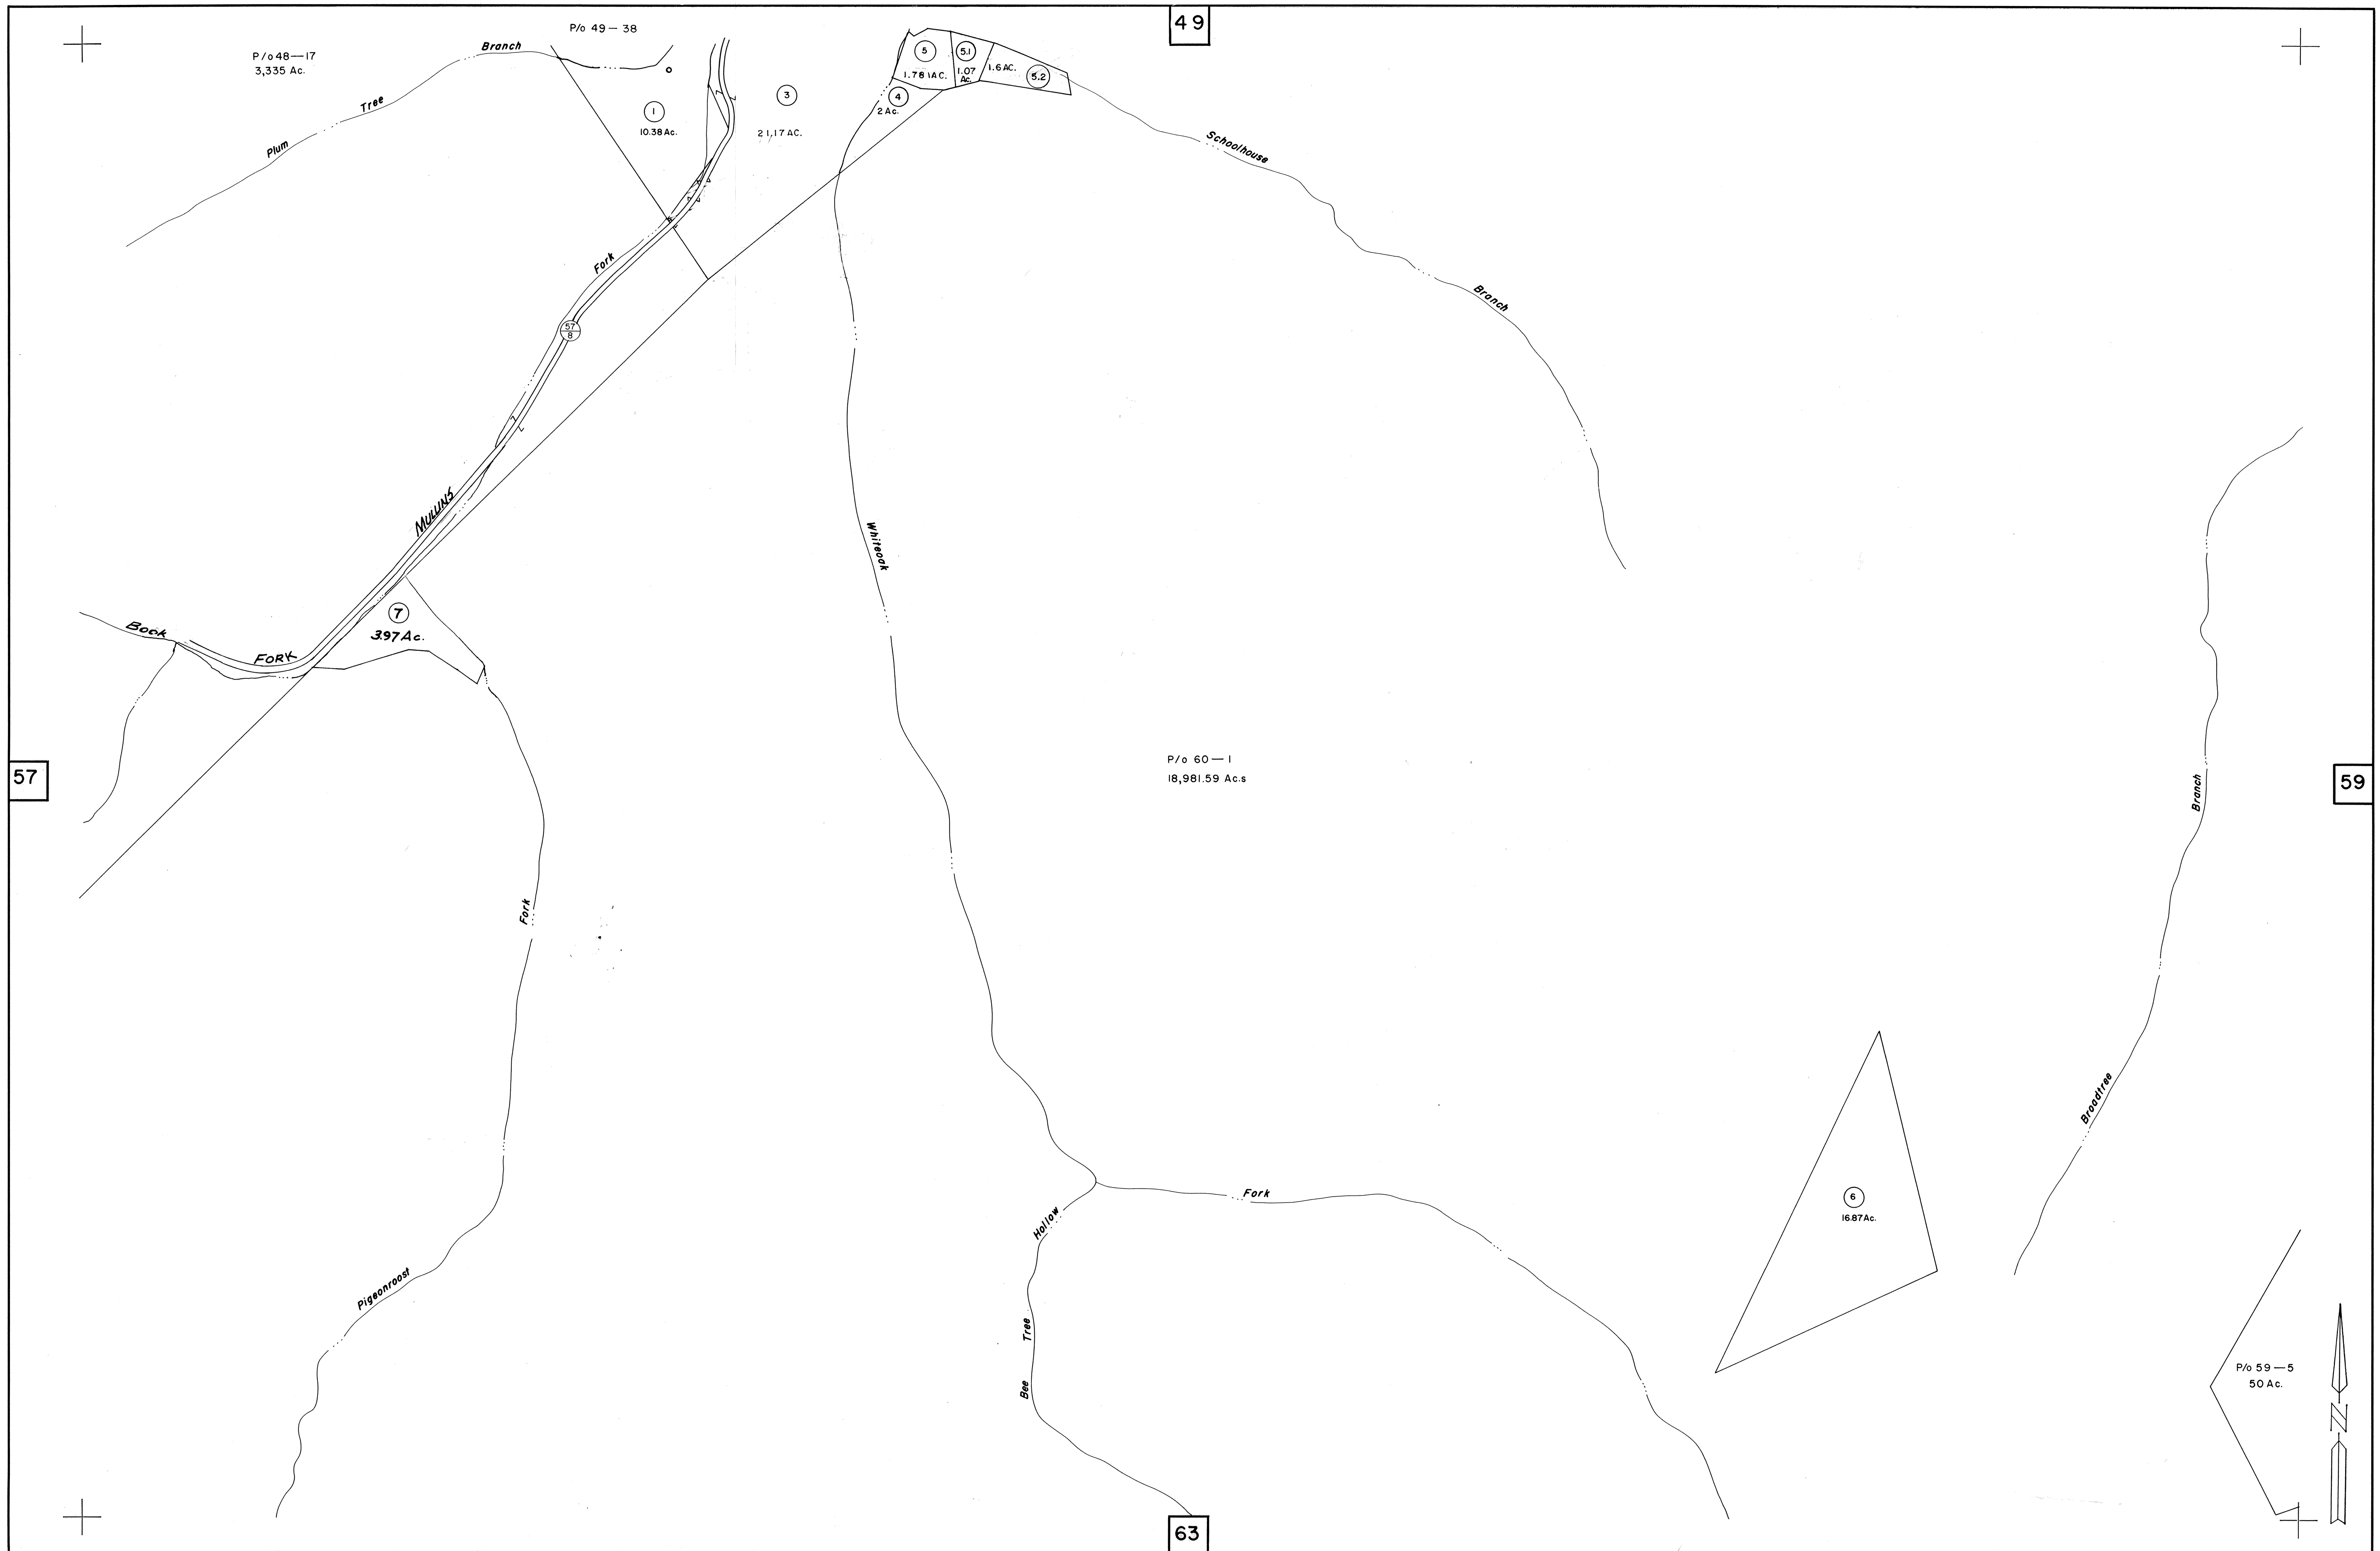 49
P/o 49 — 38
P/o 48 — 17
3,335 Ac.
Plum Tree Branch
1
10.38 Ac.
3
21.17 AC.
5
1.78 AC.
5.1
1.07
Ac.
1.6 AC.
5.2
4
2 Ac.
Schoolhouse Branch
MULLINS Fork
57
8
Whiteoak Fork
7
3.97 Ac.
Book FORK
57
59
P/o 60 — 1
18,981.59 Ac.s
Pigeonroost Fork
Broadtree Branch
Bee Tree Hollow
6
16.87 Ac.
P/o 59 — 5
50 Ac.
N
63